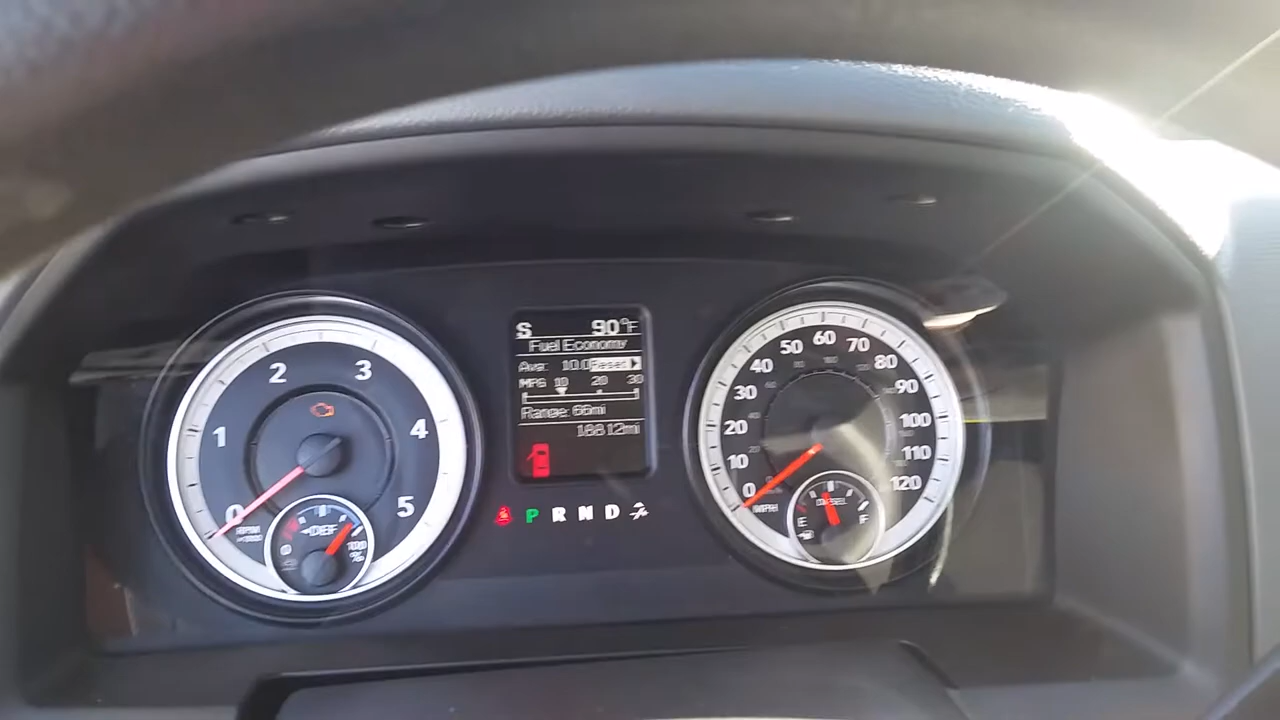 2 3
1 4
0 5
RPM
x1000
DEF
0 100
%
S 90°F
Fuel Economy
Avg: 10.0 Reset
MPG 10 20 30
Range: 66mi
18812mi
P R N D
0 10 20 30 40 50 60 70 80 90 100 110 120
MPH
DIESEL
E F